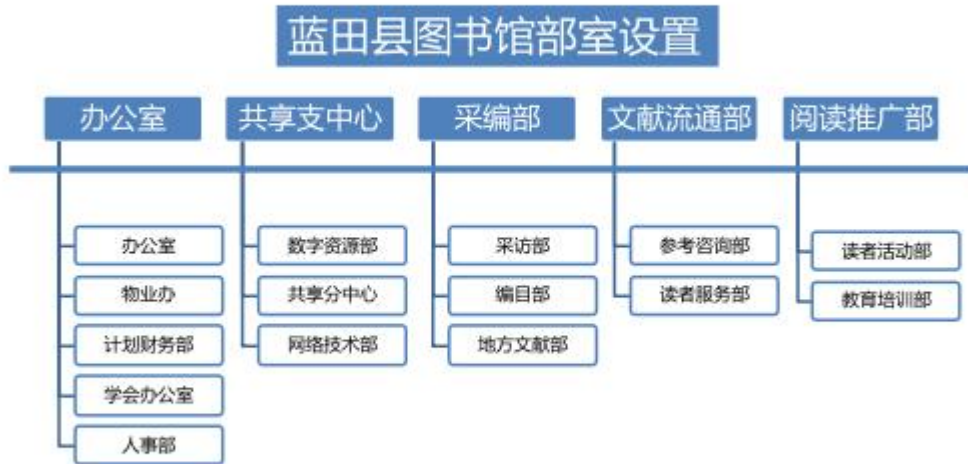 蓝田县图书馆部室设置
办公室
共享支中心
采编部
文献流通部
阅读推广部
办公室
物业办
计划财务部
学会办公室
人事部
数字资源部
共享分中心
网络技术部
采访部
编目部
地方文献部
参考咨询部
读者服务部
读者活动部
教育培训部